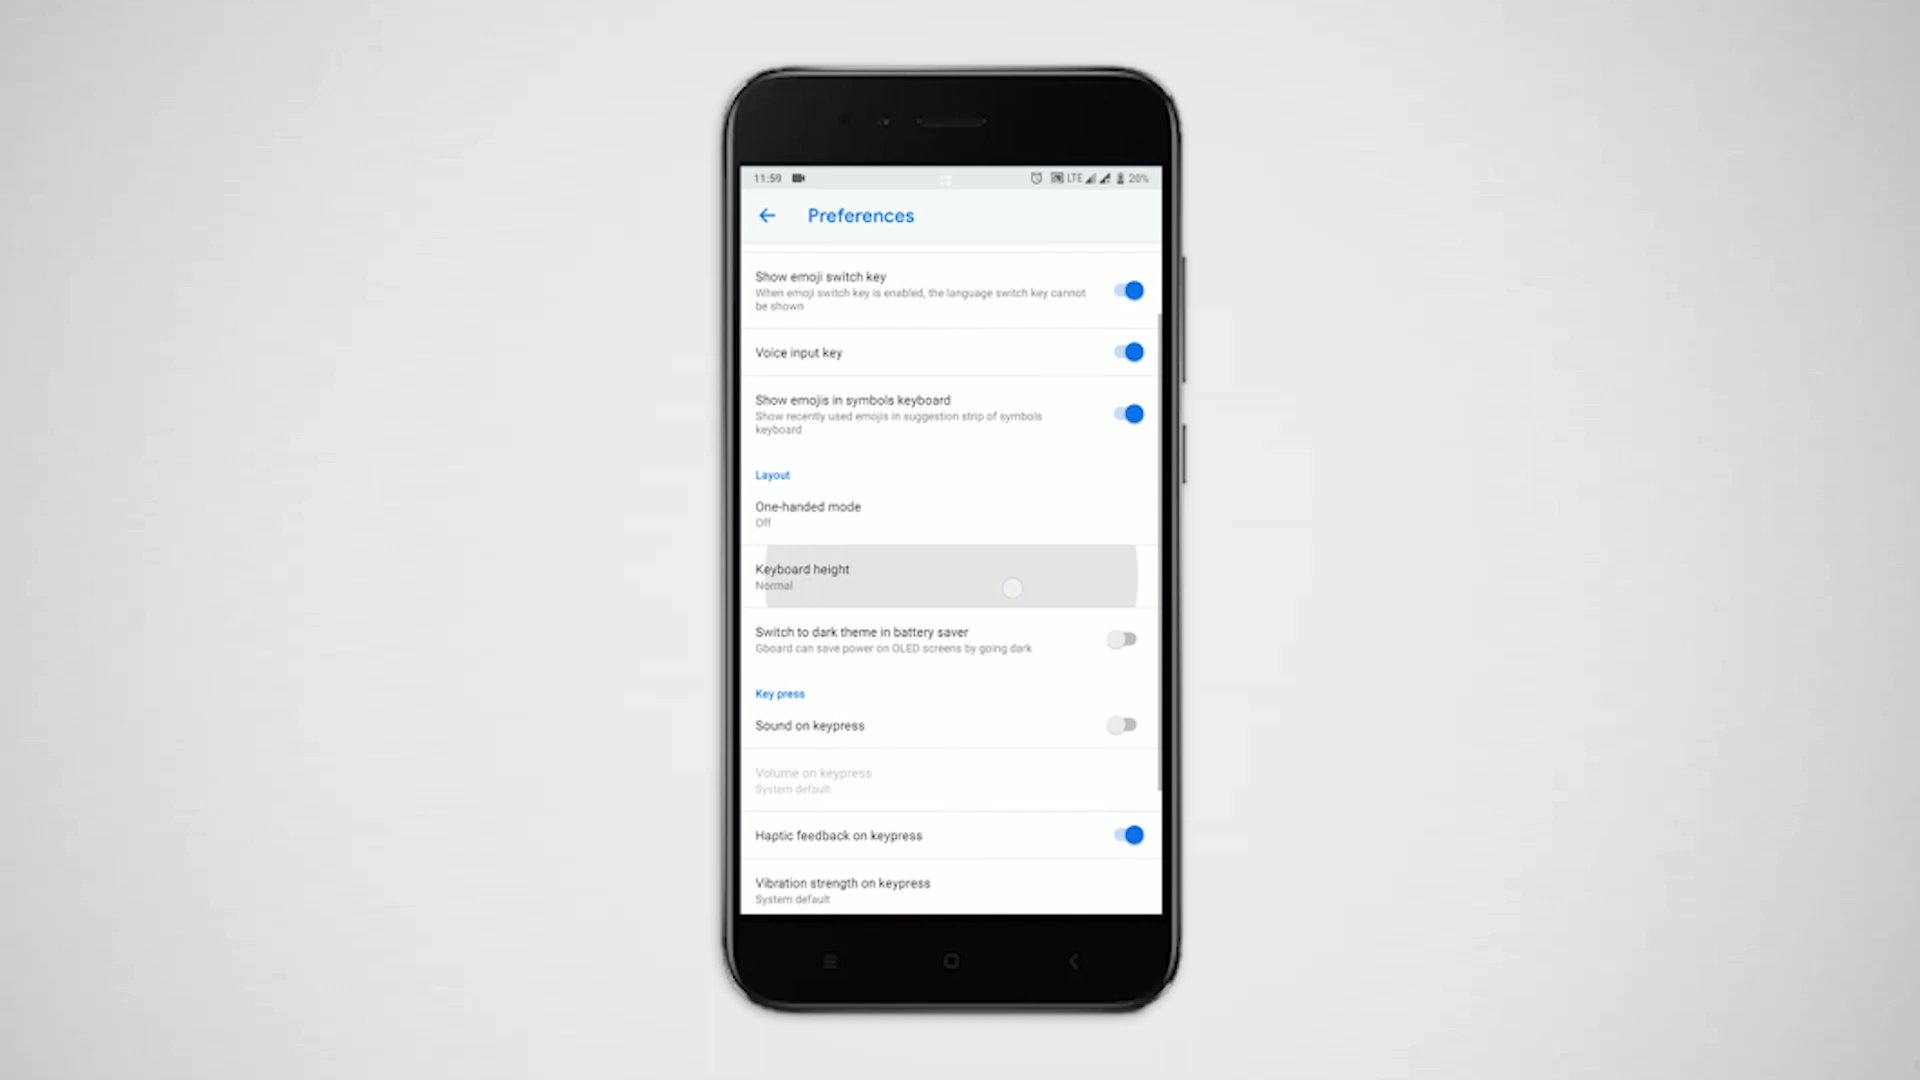 11:59 LTE 20%
Preferences
Show emoji switch key
When emoji switch key is enabled, the language switch key cannot
be shown
Voice input key
Show emojis in symbols keyboard
Show recently used emojis in suggestion strip of symbols
keyboard
Layout
One-handed mode
Off
Keyboard height
Normal
Switch to dark theme in battery saver
Gboard can save power on OLED screens by going dark
Key press
Sound on keypress
Volume on keypress
System default
Haptic feedback on keypress
Vibration strength on keypress
System default